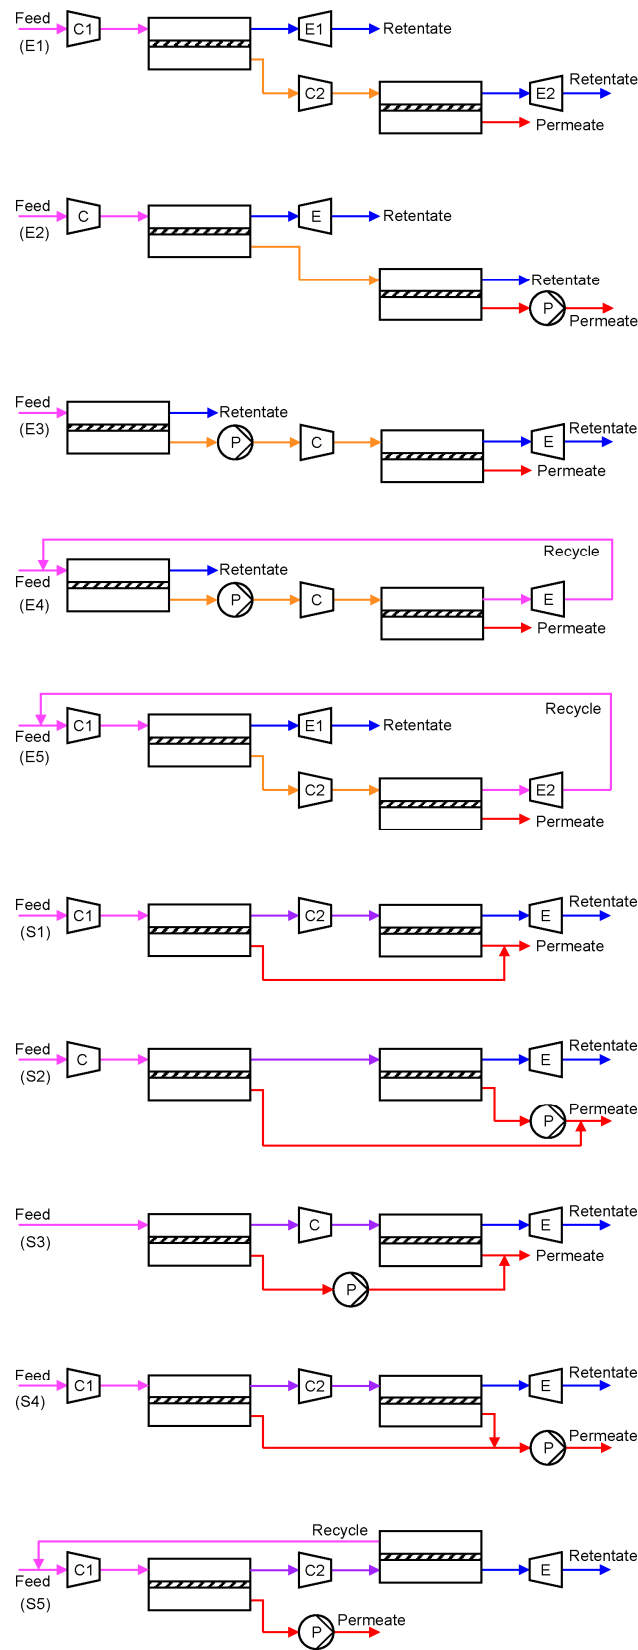 Feed C1 E1 Retentate
(E1)
C2 E2 Retentate
Permeate
Feed C E Retentate
(E2)
Retentate
P
Permeate
Feed
Retentate
(E3) P C E Retentate
Permeate
Recycle
Feed
Retentate
(E4) P C E
Permeate
Recycle
Feed C1 E1 Retentate
(E5)
C2 E2
Permeate
Feed C1 C2 E Retentate
(S1) Permeate
Feed C E Retentate
(S2)
P Permeate
Feed C E Retentate
(S3) Permeate
P
Feed C1 C2 E Retentate
(S4)
P Permeate
Recycle
Feed C1 C2 E Retentate
(S5)
P Permeate